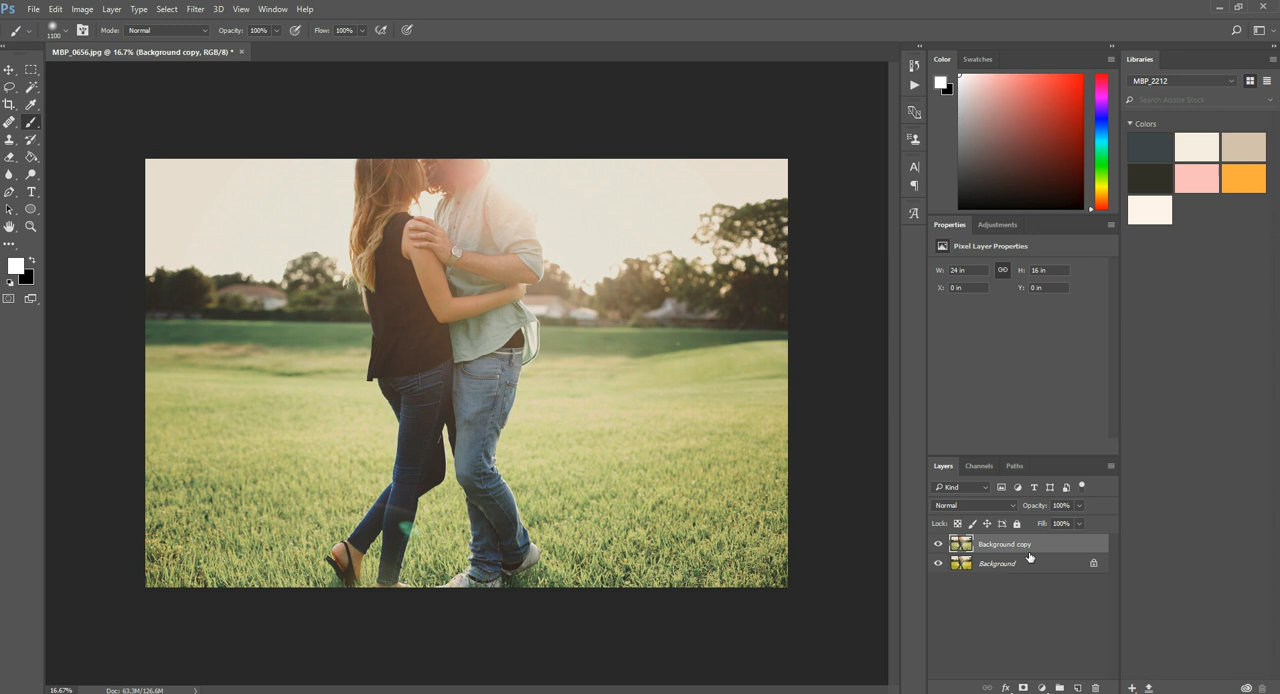 Ps File Edit Image Layer Type Select Filter 3D View Window Help
1100 Mode: Normal Opacity: 100% Flow: 100%
MBP_0656.jpg @ 16.7% (Background copy, RGB/8) * ×
Color Swatches
Libraries
MBP_2212
Search Adobe Stock
Colors
Properties Adjustments
Pixel Layer Properties
W: 24 in H: 16 in
X: 0 in Y: 0 in
Layers Channels Paths
Kind
Normal Opacity: 100%
Lock: Fill: 100%
Background copy
Background
16.67% Doc: 63.3M/126.6M